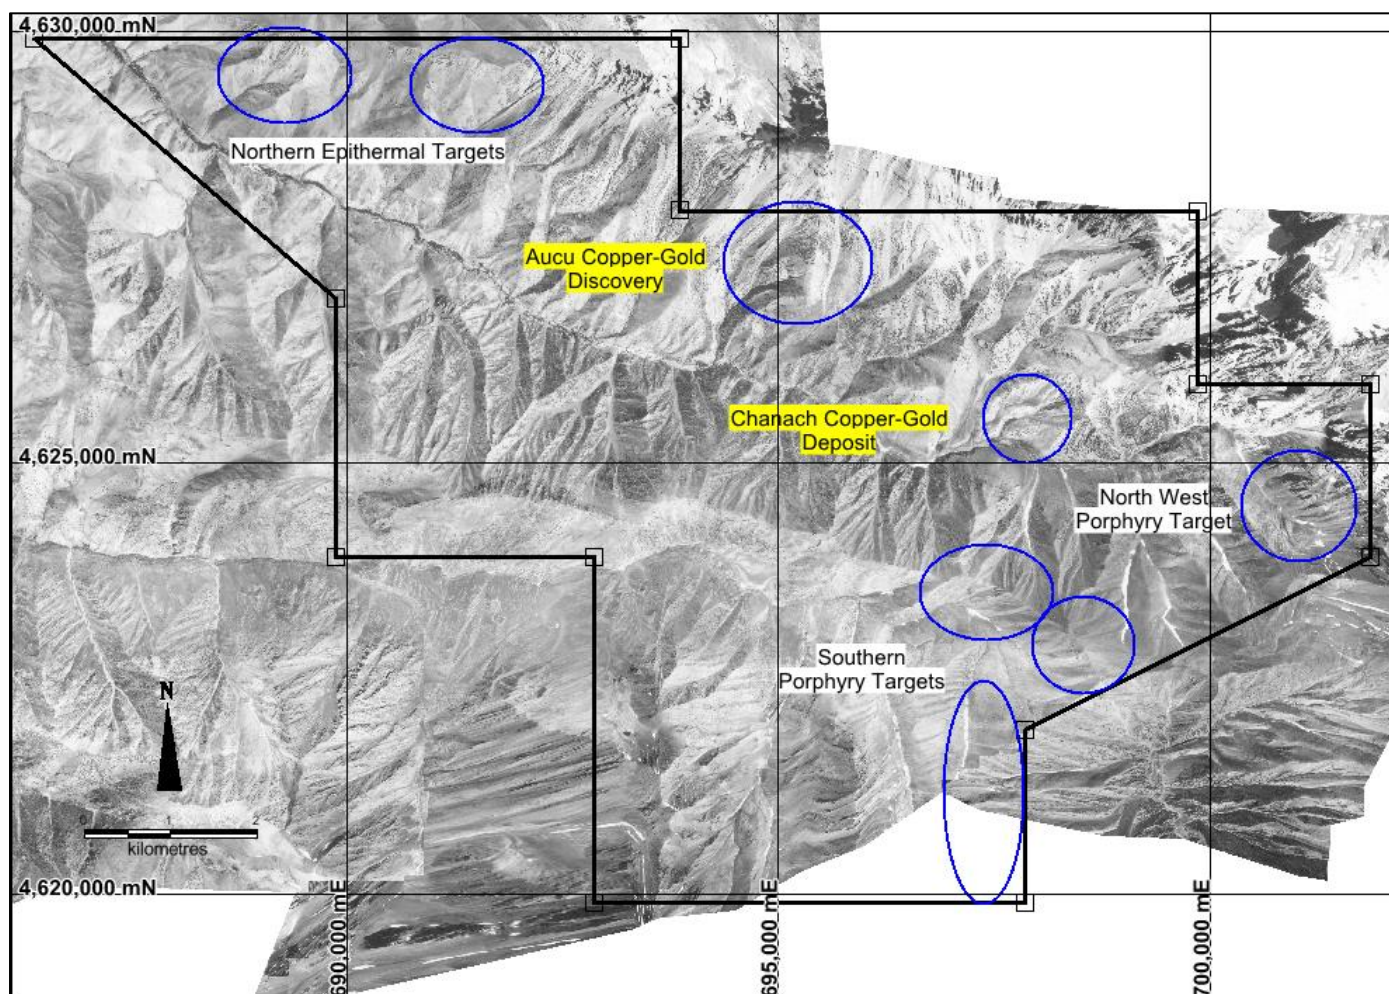 4,630,000 mN
Northern Epithermal Targets
Aucu Copper-Gold
Discovery
Chanach Copper-Gold
Deposit
4,625,000 mN
North West
Porphyry Target
Southern
Porphyry Targets
N
0 1 2
kilometres
4,620,000 mN
690,000 mE
695,000 mE
700,000 mE